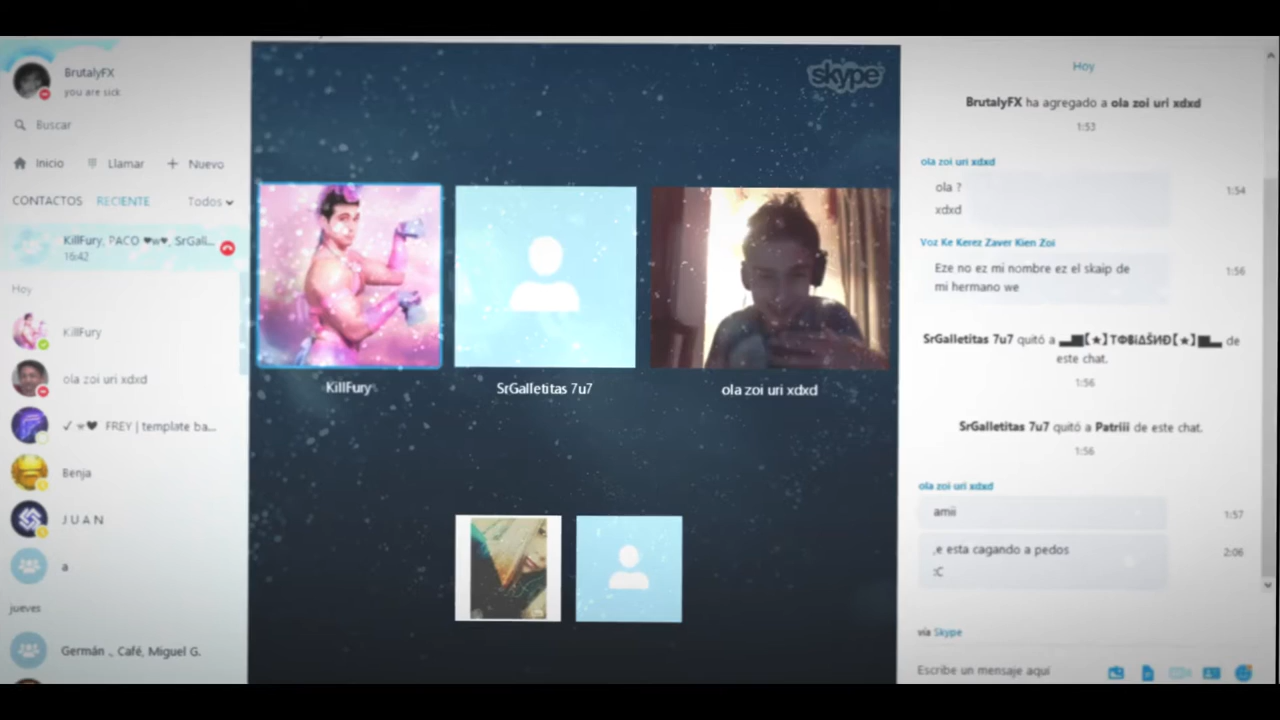 BrutalyFX
you are sick
Buscar
Inicio
Llamar
Nuevo
CONTACTOS
RECIENTE
Todos
KillFury, PACO ♥w♥, SrGall...
16:42
Hoy
KillFury
ola zoi uri xdxd
FREY | template ba...
Benja
J U A N
a
jueves
Germán ., Café, Miguel G.
skype
KillFury
SrGalletitas 7u7
ola zoi uri xdxd
Hoy
BrutalyFX ha agregado a ola zoi uri xdxd
1:53
ola zoi uri xdxd
ola ?
1:54
xdxd
Voz Ke Kerez Zaver Kien Zoi
Eze no ez mi nombre ez el skaip de
1:56
mi hermano we
SrGalletitas 7u7 quitó a ▃▅▇【★】TΦBIΔŠИĐ【★】▇▅▃ de
este chat.
1:56
SrGalletitas 7u7 quitó a Patriii de este chat.
1:56
ola zoi uri xdxd
amii
1:57
,e esta cagando a pedos
2:06
:C
vía Skype
Escribe un mensaje aquí